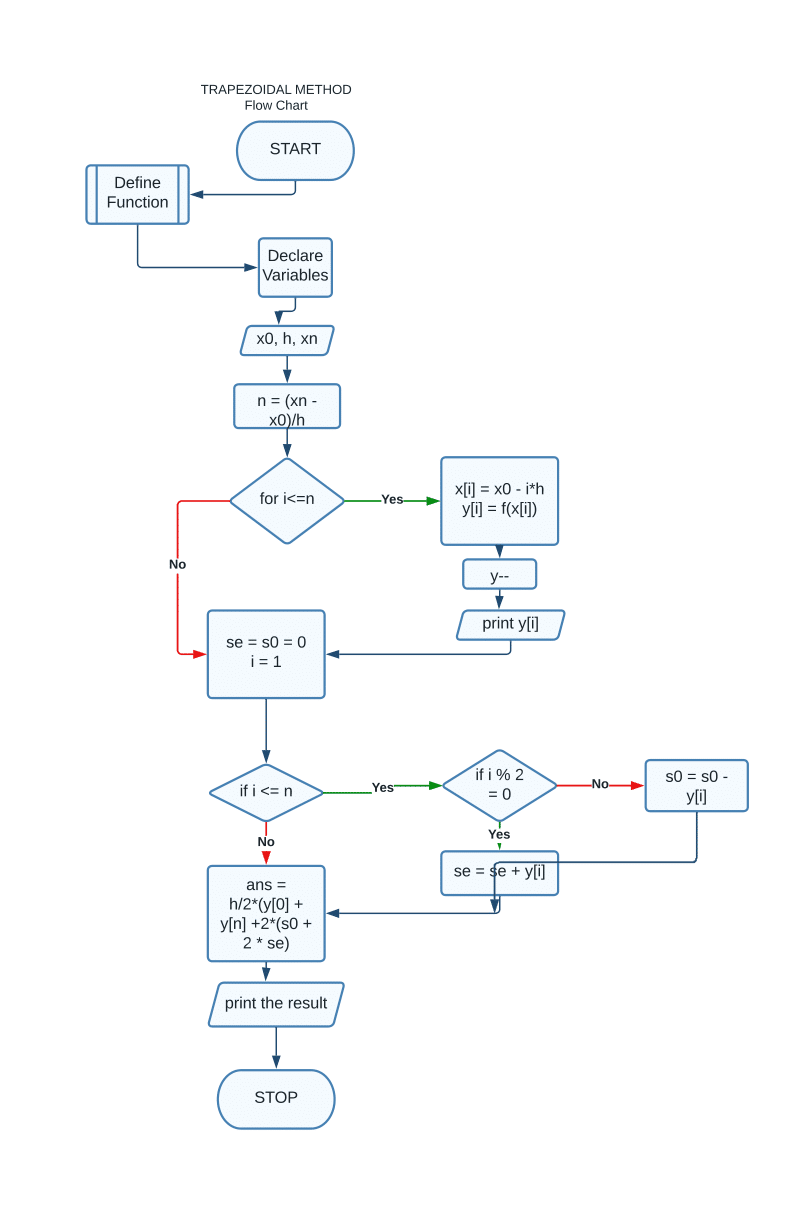 TRAPEZOIDAL METHOD
Flow Chart
START
Define
Function
Declare
Variables
x0, h, xn
n = (xn -
x0)/h
for i<=n
Yes
x[i] = x0 - i*h
y[i] = f(x[i])
No
y--
print y[i]
se = s0 = 0
i = 1
if i <= n
Yes
if i % 2
= 0
No
s0 = s0 -
y[i]
No
Yes
se = se + y[i]
ans =
h/2*(y[0] +
y[n] +2*(s0 +
2 * se)
print the result
STOP